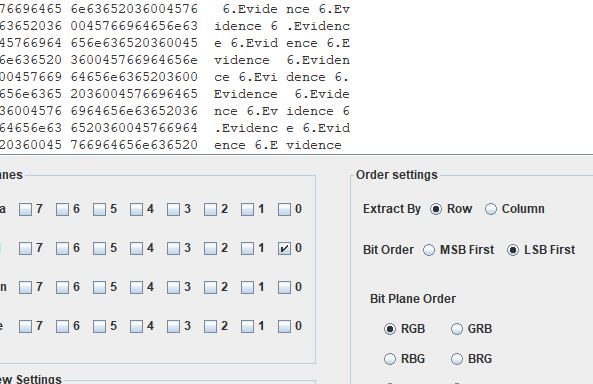 76696465 6e63652036004576 6.Evide nce 6.Ev
63652036 0045766964656e63 idence 6 .Evidenc
45766964 656e636520360045 e 6.Evid ence 6.E
6e636520 360045766964656e vidence 6.Eviden
00457669 64656e6365203600 ce 6.Evi dence 6.
656e6365 2036004576696465 Evidence 6.Evide
36004576 6964656e63652036 nce 6.Ev idence 6
64656e63 6520360045766964 .Evidenc e 6.Evid
20360045 766964656e636520 ence 6.E vidence
nes
a 7 6 5 4 3 2 1 0
7 6 5 4 3 2 1 0
n 7 6 5 4 3 2 1 0
e 7 6 5 4 3 2 1 0
ew Settings
Order settings
Extract By Row Column
Bit Order MSB First LSB First
Bit Plane Order
RGB GRB
RBG BRG